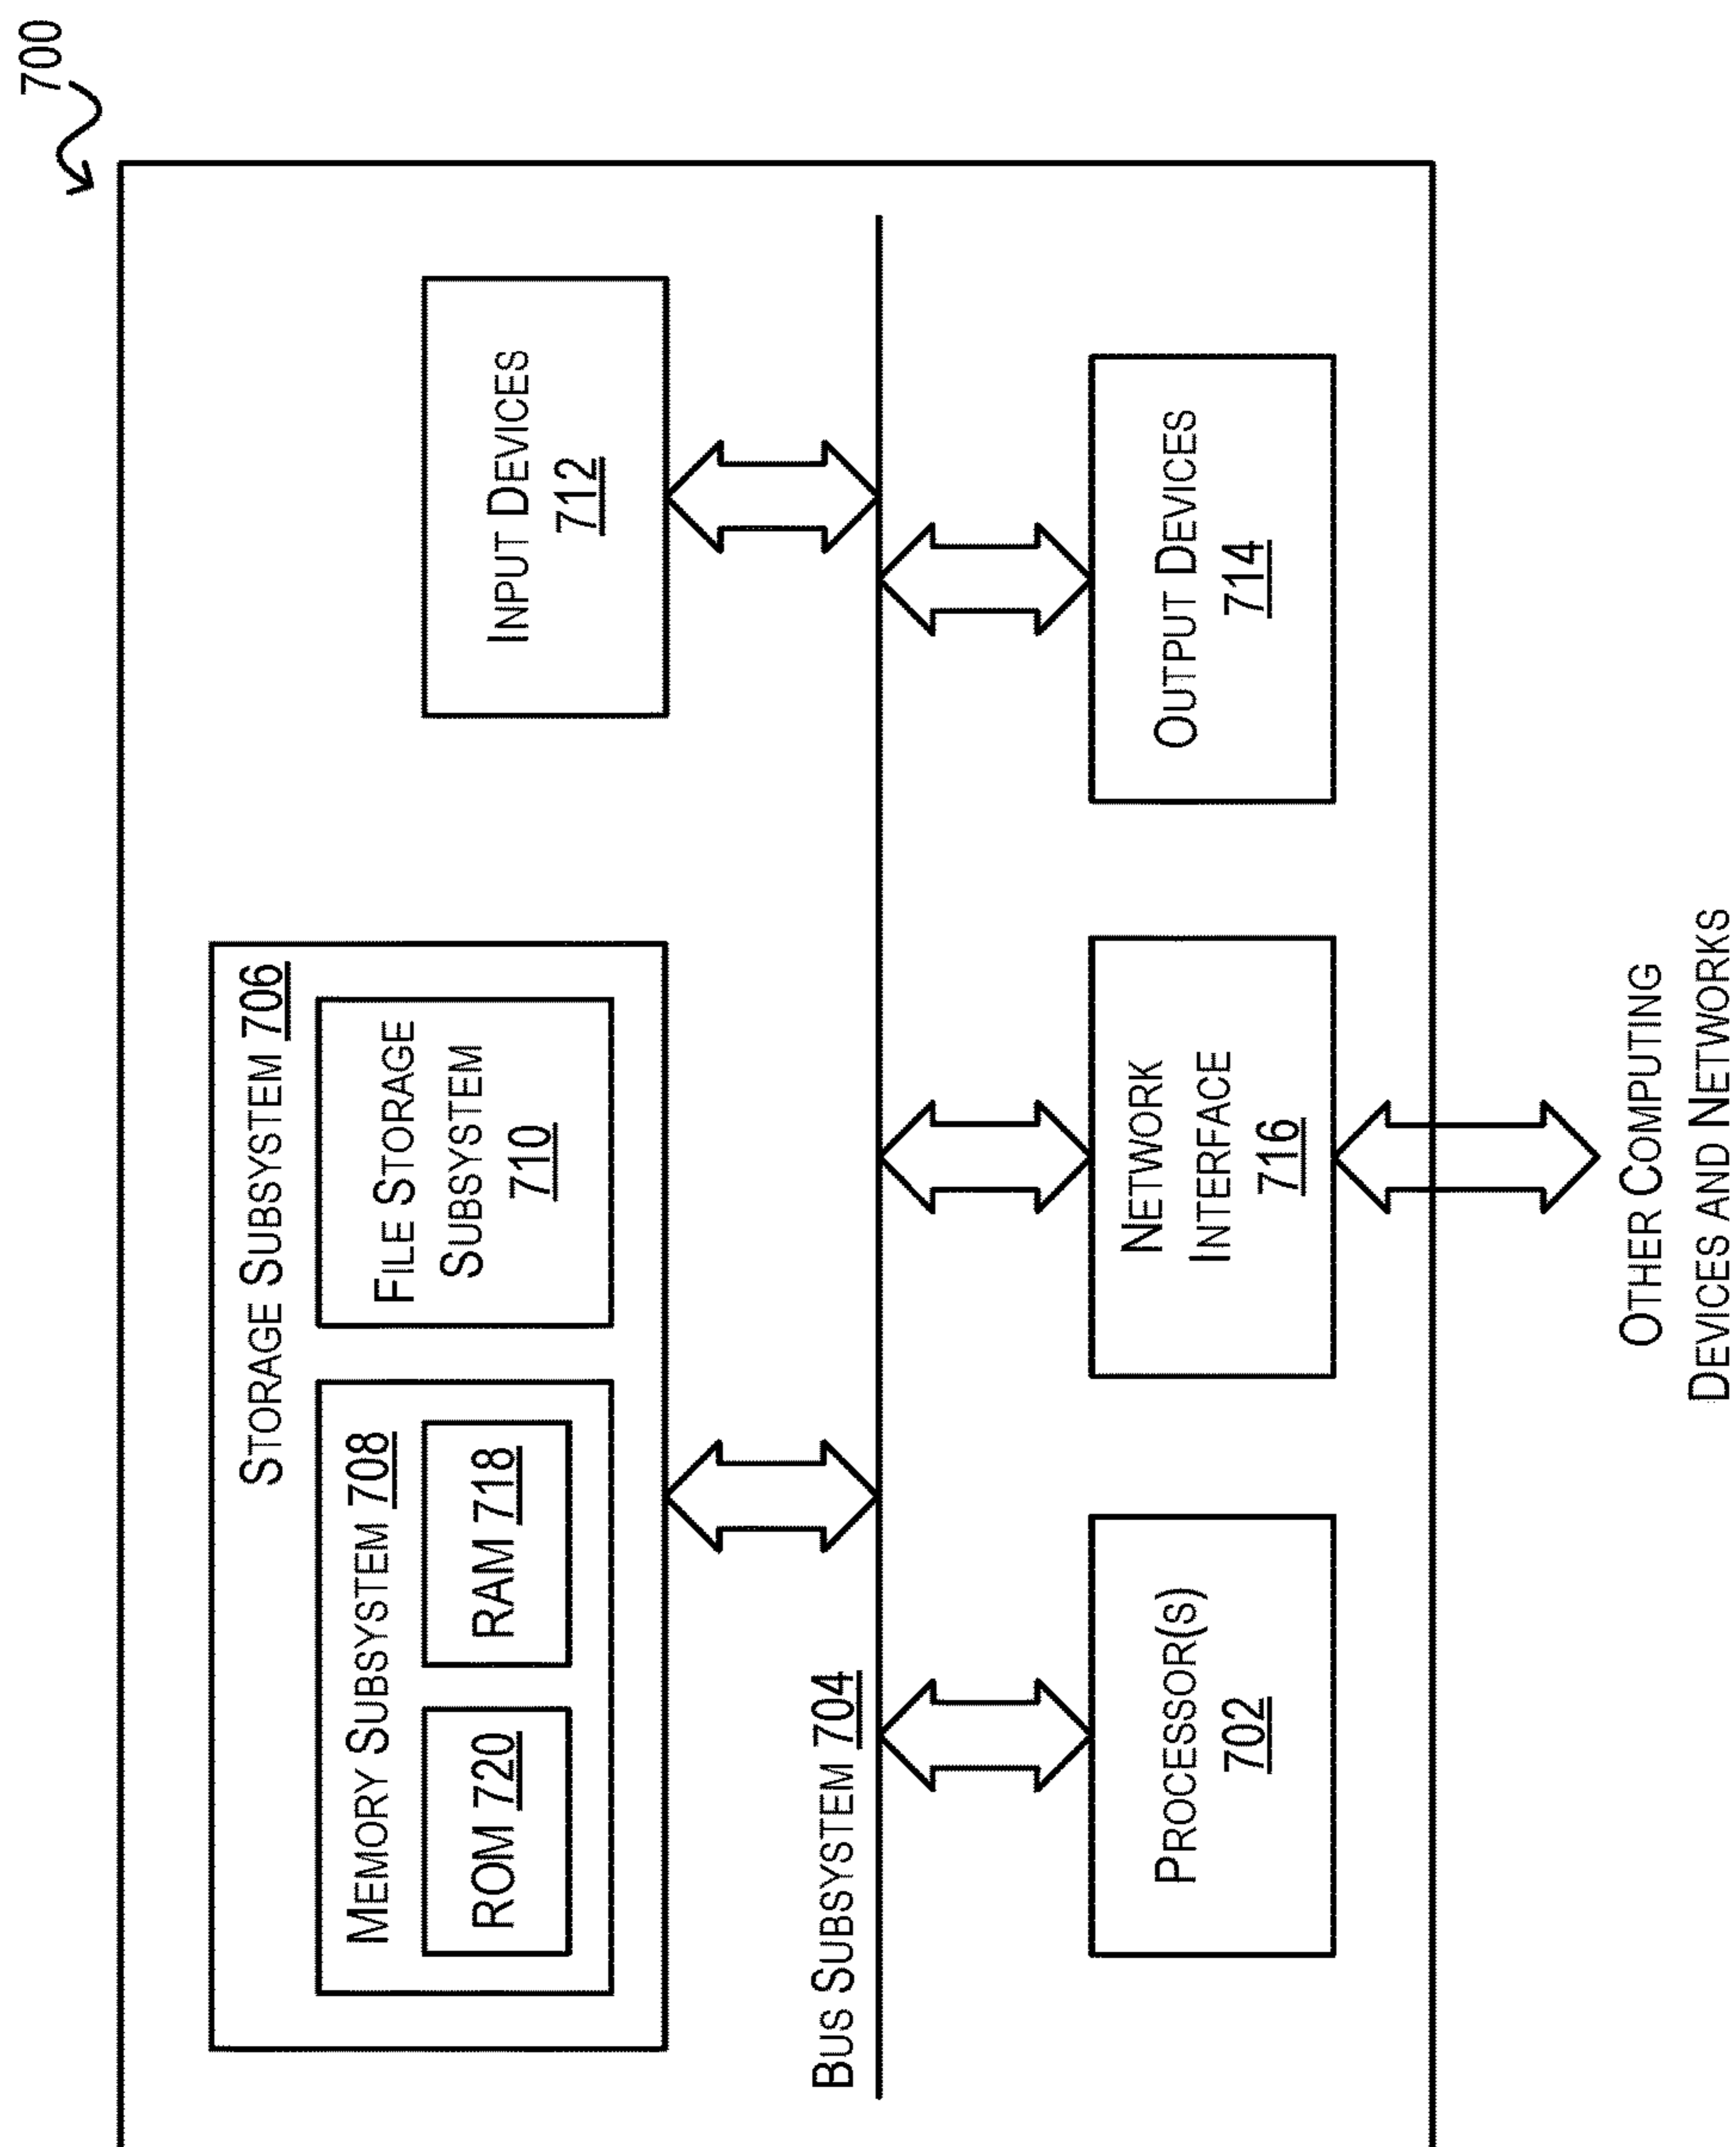 700
STORAGE SUBSYSTEM 706
MEMORY SUBSYSTEM 708
ROM 720
RAM 718
FILE STORAGE
SUBSYSTEM
710
INPUT DEVICES
712
BUS SUBSYSTEM 704
PROCESSOR(S)
702
NETWORK
INTERFACE
716
OUTPUT DEVICES
714
OTHER COMPUTING
DEVICES AND NETWORKS